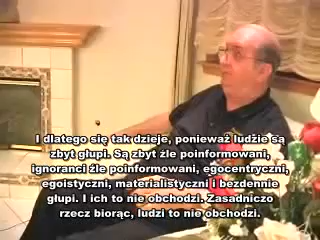 I dlatego się tak dzieje, ponieważ ludzie są
zbyt głupi. Są zbyt źle poinformowani,
ignoranci źle poinformowani, egocentryczni,
egoistyczni, materialistyczni i bezdennie
głupi. I ich to nie obchodzi. Zasadniczo
rzecz biorąc, ludzi to nie obchodzi.